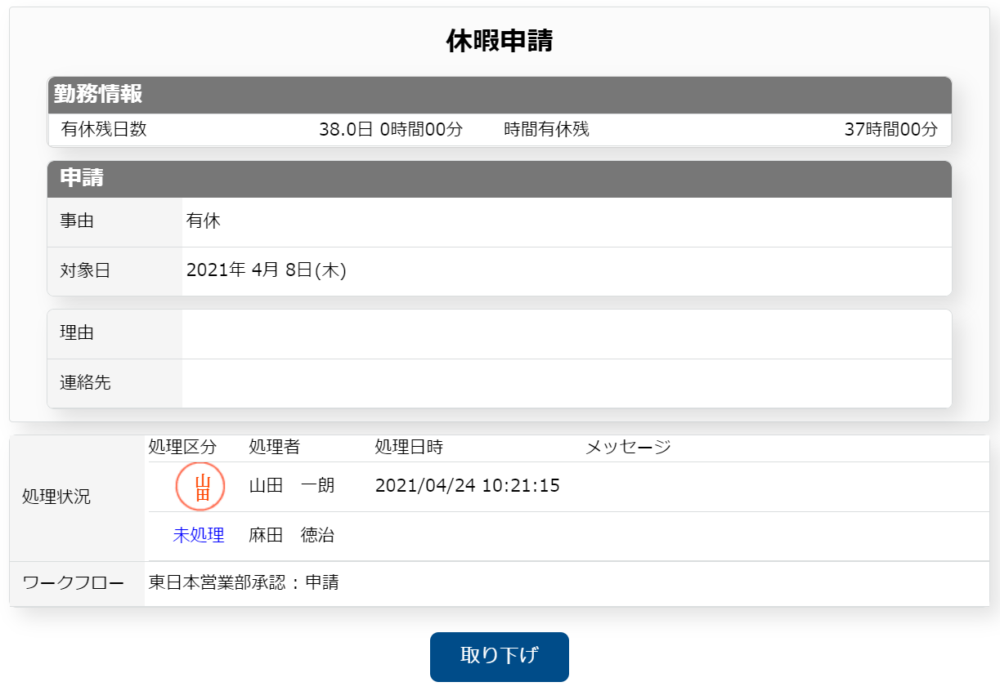 休暇申請
勤務情報
有休残日数 38.0日 0時間00分 時間有休残 37時間00分
申請
事由 有休
対象日 2021年 4月 8日(木)
理由
連絡先
処理区分 処理者 処理日時 メッセージ
処理状況
山田 山田　一朗 2021/04/24 10:21:15
未処理 麻田　徳治
ワークフロー 東日本営業部承認：申請
取り下げ